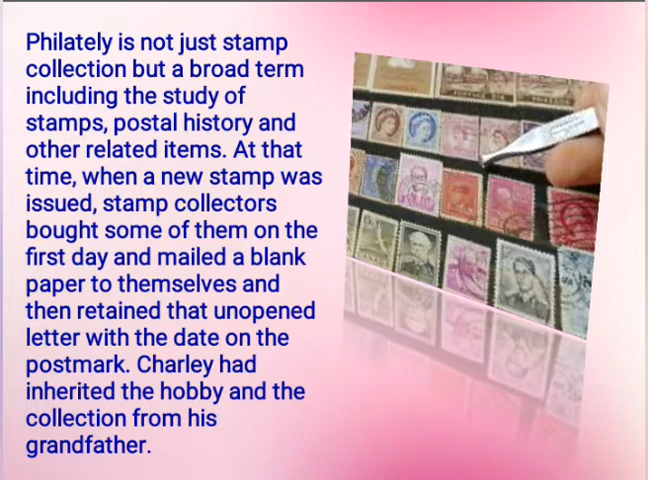 Philately is not just stamp
collection but a broad term
including the study of
stamps, postal history and
other related items. At that
time, when a new stamp was
issued, stamp collectors
bought some of them on the
first day and mailed a blank
paper to themselves and
then retained that unopened
letter with the date on the
postmark. Charley had
inherited the hobby and the
collection from his
grandfather.